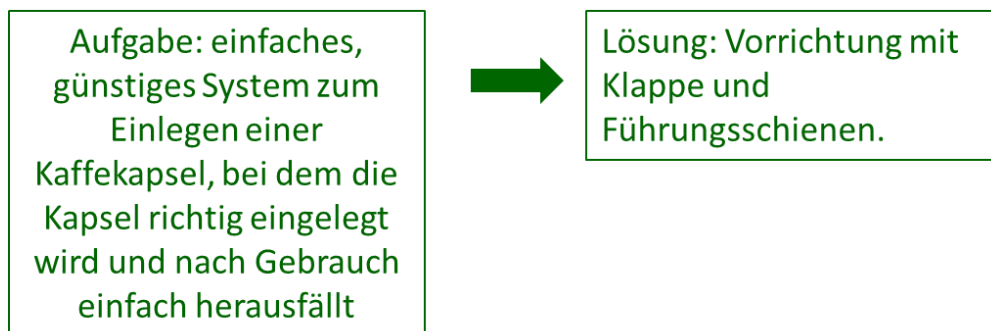 Aufgabe: einfaches,
günstiges System zum
Einlegen einer
Kaffekapsel, bei dem die
Kapsel richtig eingelegt
wird und nach Gebrauch
einfach herausfällt
Lösung: Vorrichtung mit
Klappe und
Führungsschienen.